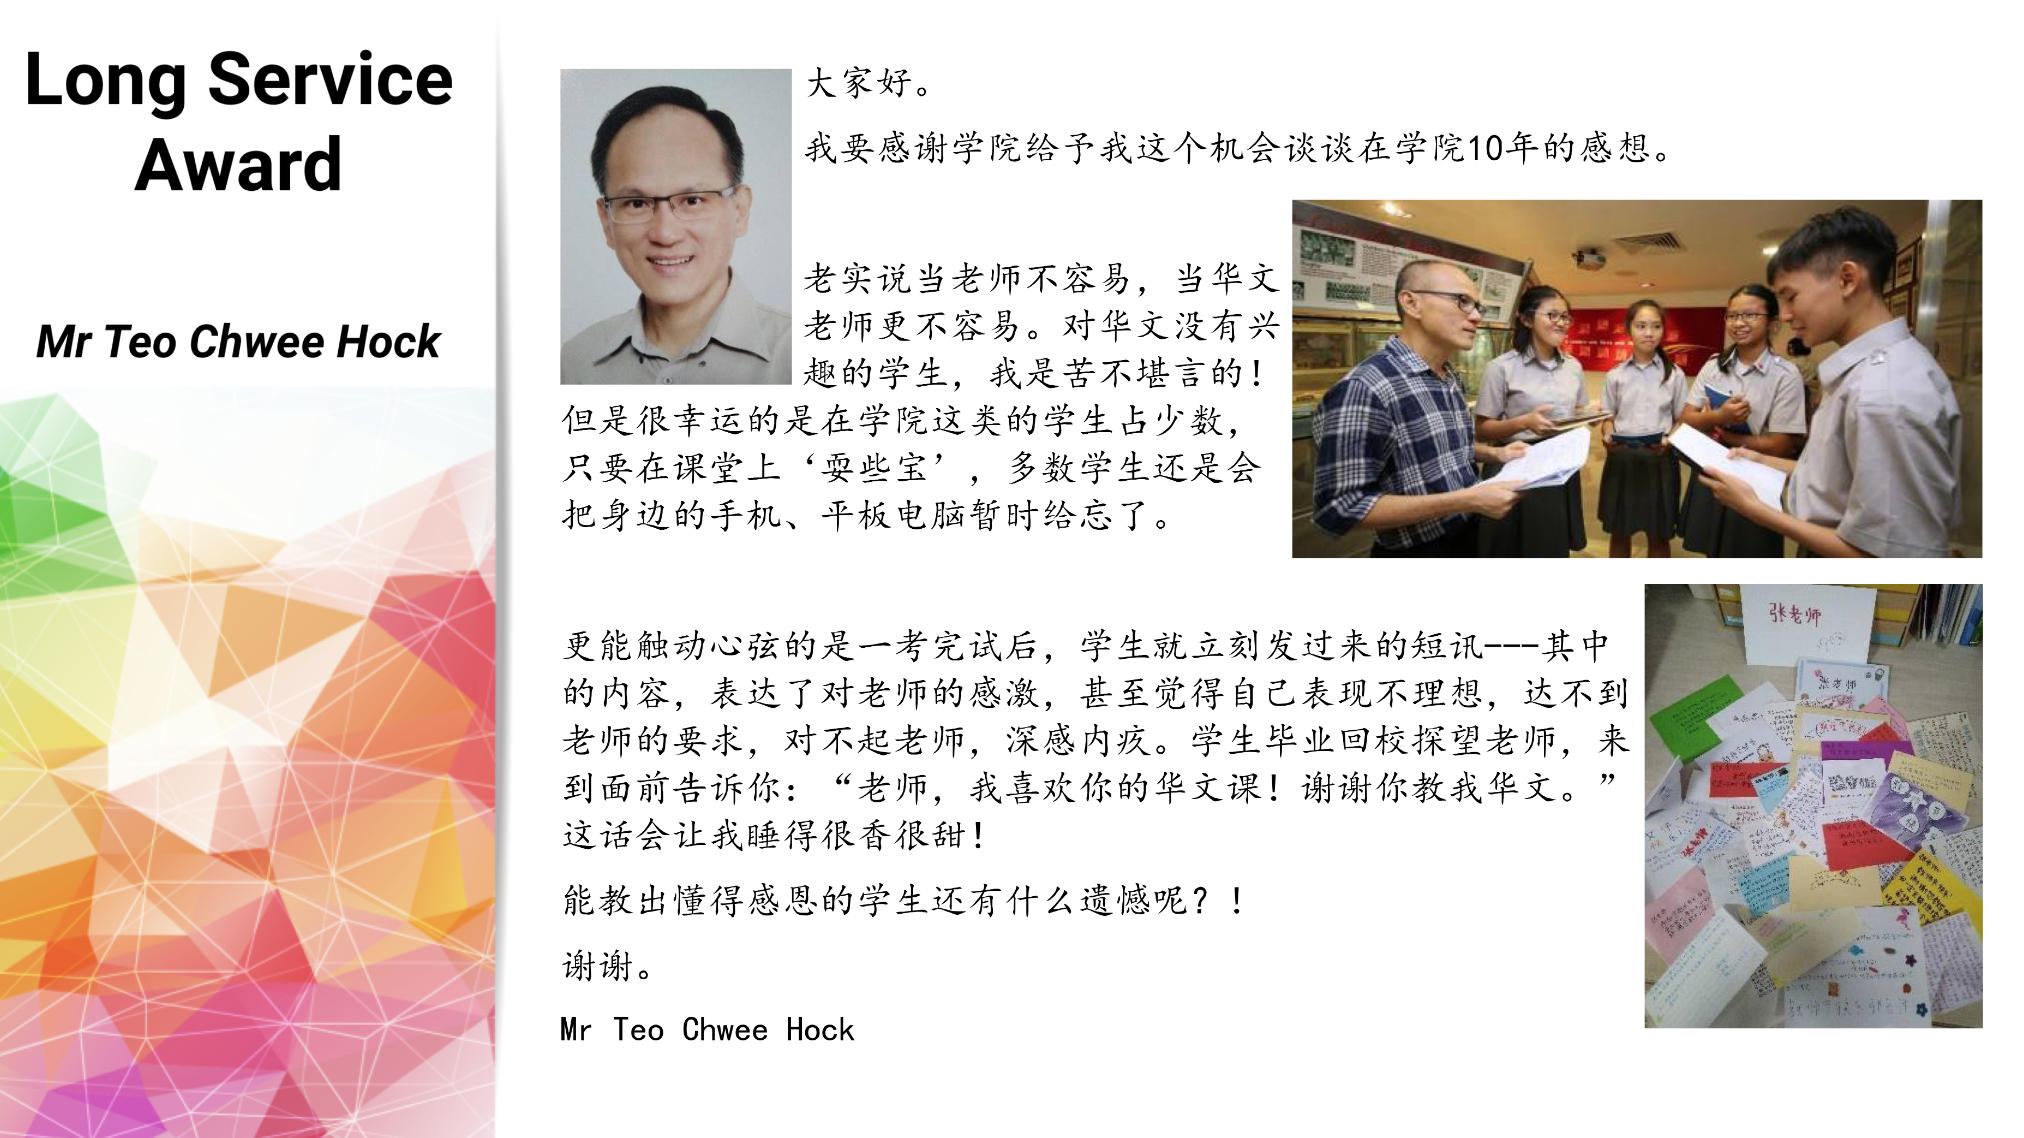 Long Service
Award
Mr Teo Chwee Hock
大家好。
我要感谢学院给予我这个机会谈谈在学院10年的感想。
老实说当老师不容易，当华文
老师更不容易。对华文没有兴
趣的学生，我是苦不堪言的！
但是很幸运的是在学院这类的学生占少数，
只要在课堂上‘耍些宝’，多数学生还是会
把身边的手机、平板电脑暂时给忘了。
更能触动心弦的是一考完试后，学生就立刻发过来的短讯---其中
的内容，表达了对老师的感激，甚至觉得自己表现不理想，达不到
老师的要求，对不起老师，深感内疚。学生毕业回校探望老师，来
到面前告诉你：“老师，我喜欢你的华文课！谢谢你教我华文。”
这话会让我睡得很香很甜！
能教出懂得感恩的学生还有什么遗憾呢？！
谢谢。
Mr Teo Chwee Hock
张老师
张老师